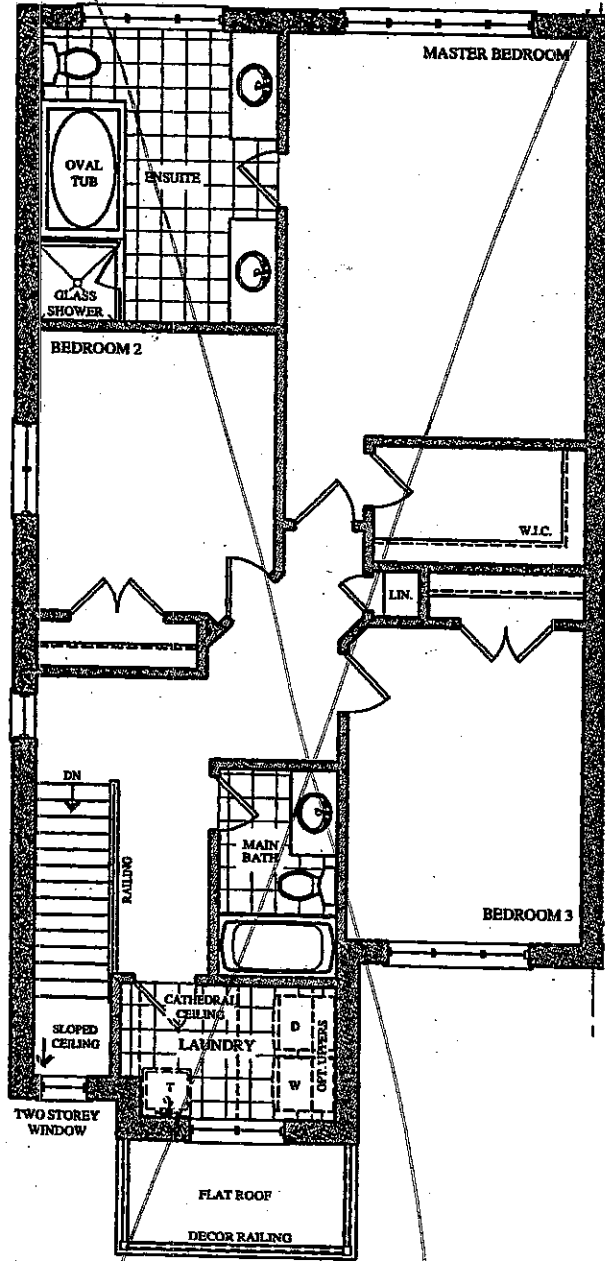 MASTER BEDROOM
OVAL
TUB
ENSUITE
GLASS
SHOWER
BEDROOM 2
W.I.C.
LIN.
DN
RAILING
MAIN
BATH
BEDROOM 3
CATHEDRAL
CEILING
LAUNDRY
D
W
OPT. UPPERS
T
SLOPED
CEILING
TWO STOREY
WINDOW
FLAT ROOF
DECOR RAILING